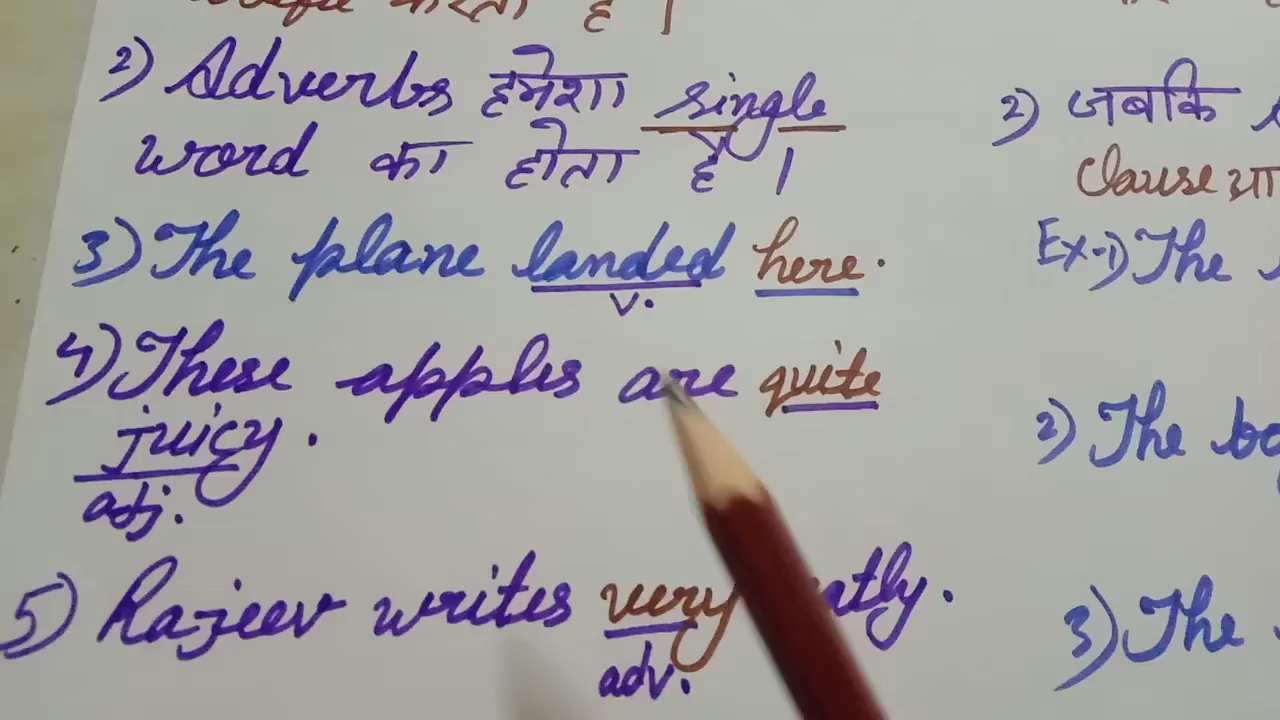 करता है ।
2) Adverbs हमेशा single
word का होता है ।
3) The plane landed here.
v.
4) These apples are quite
juicy.
adj.
5) Rajeev writes very
adv.
2) जबकि
Clause
Ex-1) The
2) The
3) The